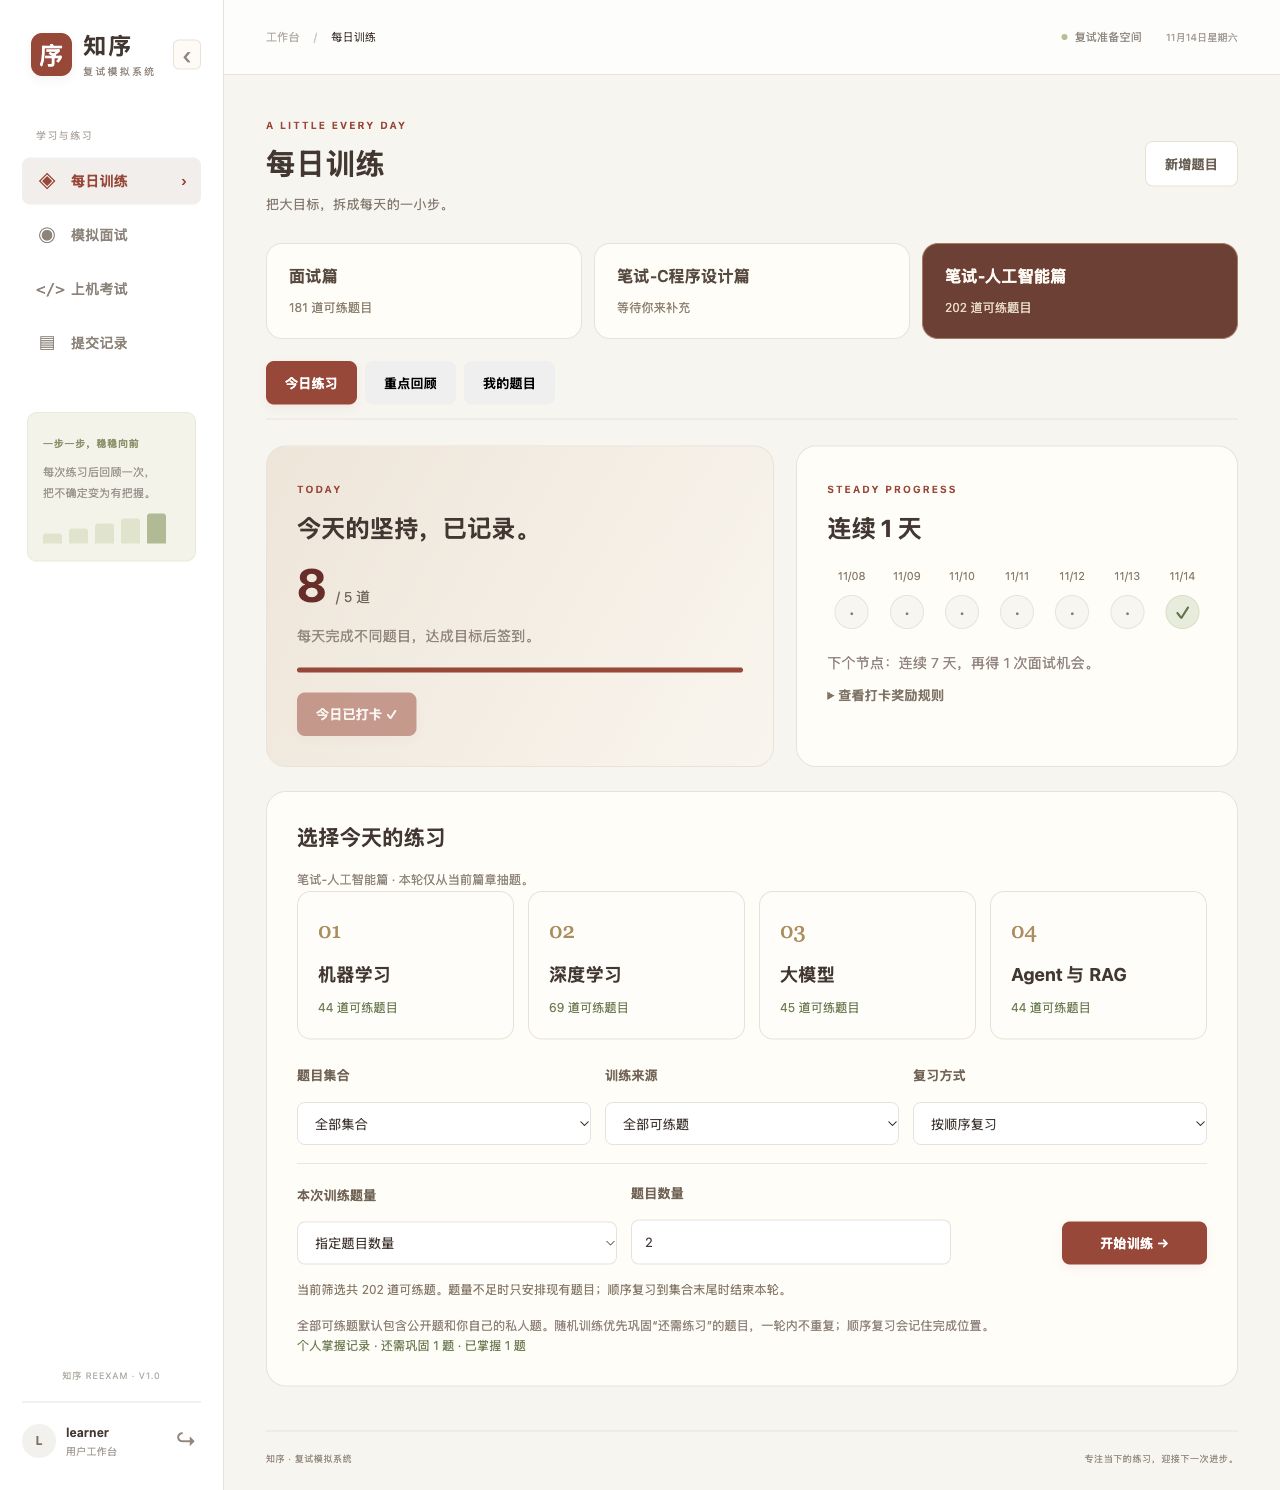 序
知序
复试模拟系统
‹
学习与练习
每日训练 ›
模拟面试
</> 上机考试
提交记录
一步一步，稳稳向前
每次练习后回顾一次，
把不确定变为有把握。
知序 REEXAM · V1.0
L
learner
用户工作台
工作台 / 每日训练
复试准备空间
11月14日星期六
A LITTLE EVERY DAY
每日训练
把大目标，拆成每天的一小步。
新增题目
面试篇
181 道可练题目
笔试-C程序设计篇
等待你来补充
笔试-人工智能篇
202 道可练题目
今日练习
重点回顾
我的题目
TODAY
今天的坚持，已记录。
8 / 5 道
每天完成不同题目，达成目标后签到。
今日已打卡 ✓
STEADY PROGRESS
连续 1 天
11/08 11/09 11/10 11/11 11/12 11/13 11/14
· · · · · · ✓
下个节点：连续 7 天，再得 1 次面试机会。
▶ 查看打卡奖励规则
选择今天的练习
笔试-人工智能篇 · 本轮仅从当前篇章抽题。
01
机器学习
44 道可练题目
02
深度学习
69 道可练题目
03
大模型
45 道可练题目
04
Agent 与 RAG
44 道可练题目
题目集合
全部集合
训练来源
全部可练题
复习方式
按顺序复习
本次训练题量
指定题目数量
题目数量
2
开始训练 →
当前筛选共 202 道可练题。题量不足时只安排现有题目；顺序复习到集合末尾时结束本轮。
全部可练题默认包含公开题和你自己的私人题。随机训练优先巩固“还需练习”的题目，一轮内不重复；顺序复习会记住完成位置。
个人掌握记录 · 还需巩固 1 题 · 已掌握 1 题
知序 · 复试模拟系统
专注当下的练习，迎接下一次进步。